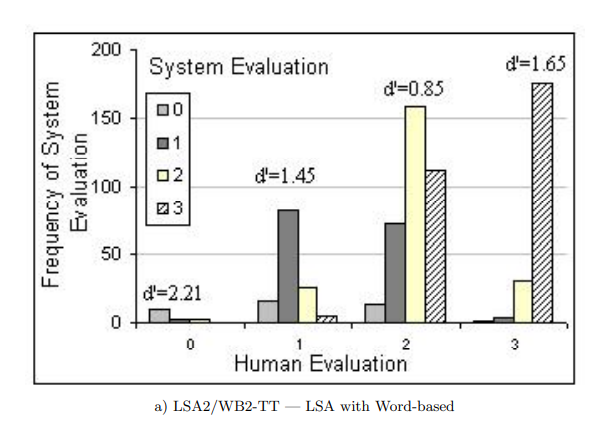 200
System Evaluation
d'=1.65
d'=0.85
0
150
1
Frequency of System
Evaluation
2
d'=1.45
100
3
50
d'=2.21
0
0 1 2 3
Human Evaluation
a) LSA2/WB2-TT — LSA with Word-based